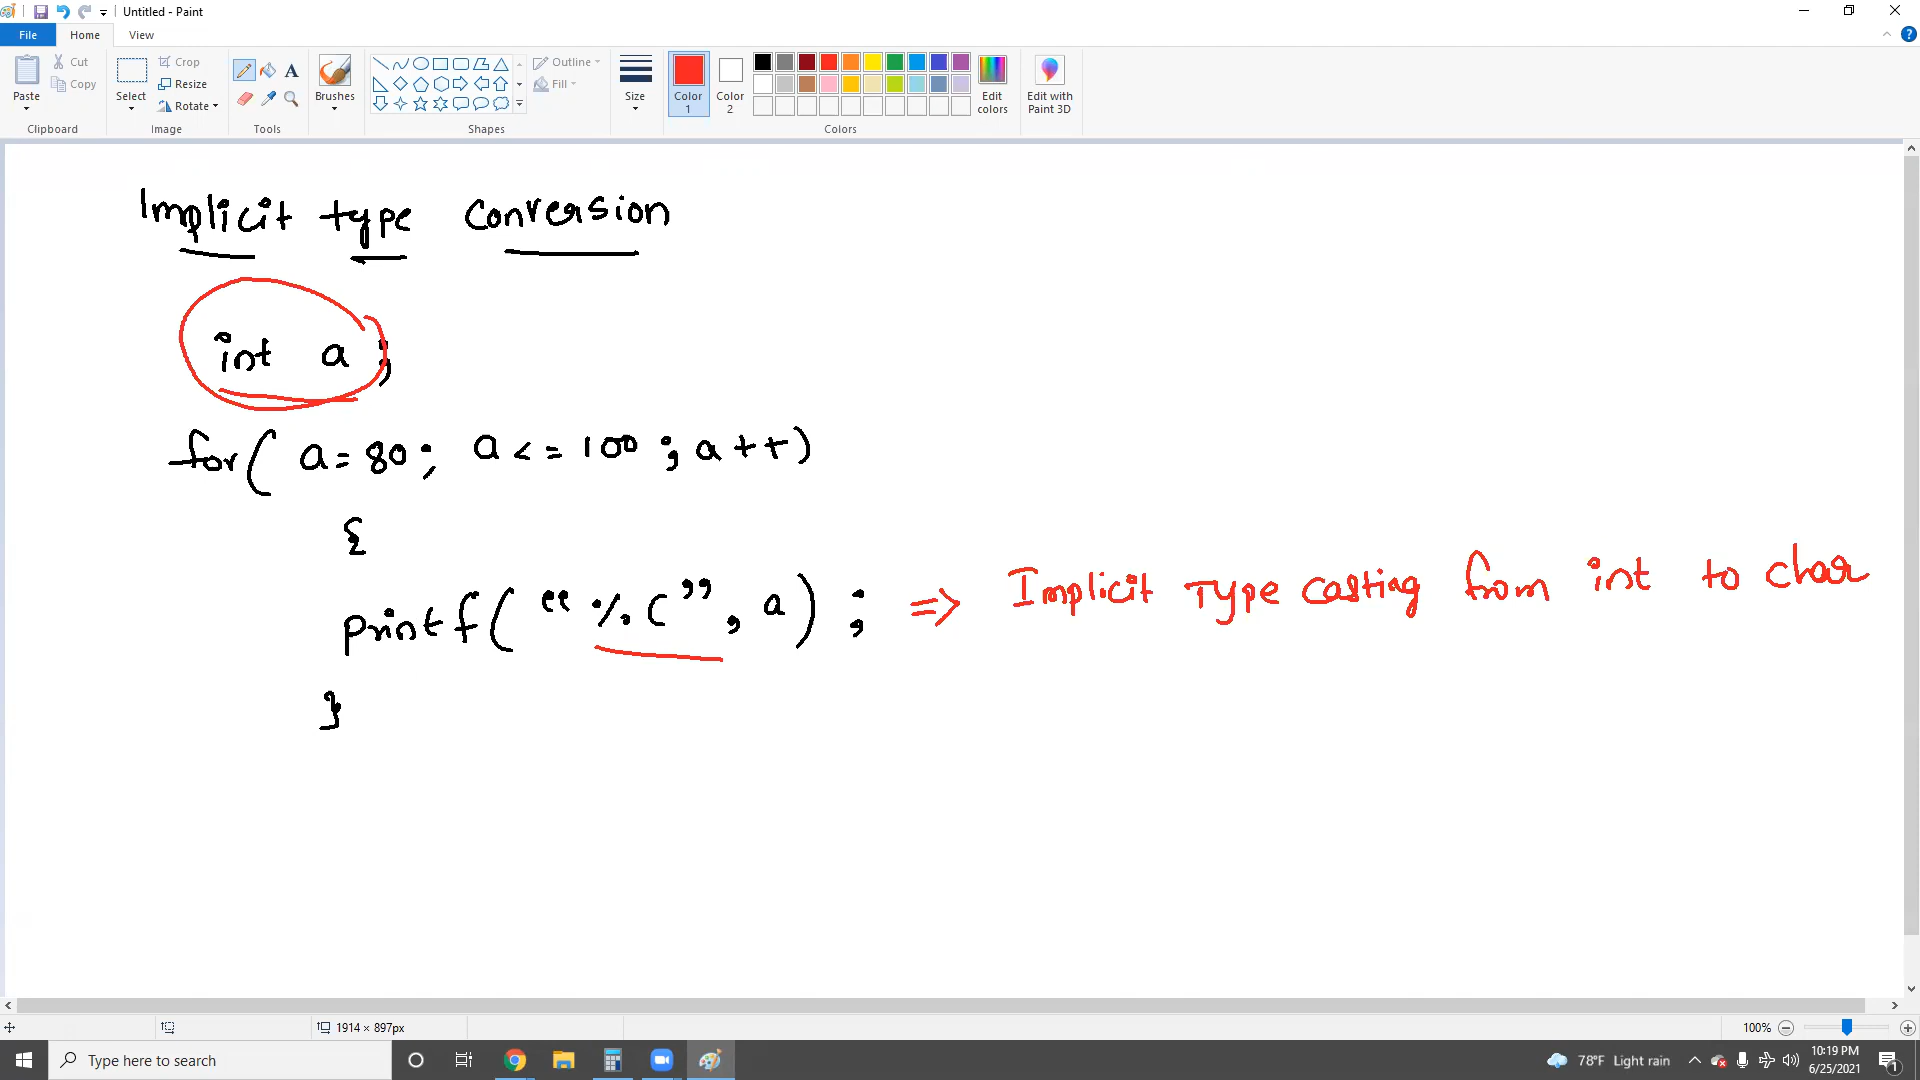 Untitled - Paint
File Home View
Paste Cut Copy Clipboard
Select Crop Resize Rotate Image
Tools
Brushes
Shapes Outline Fill
Size
Color 1 Color 2 Edit colors Colors
Edit with Paint 3D
Implicit type conversion
int a ;
for( a=80; a<=100 ; a++)
{
printf( "%c", a) ; => Implicit Type casting from int to char
}
1914 × 897px 100%
Type here to search 78°F Light rain 10:19 PM 6/25/2021 1